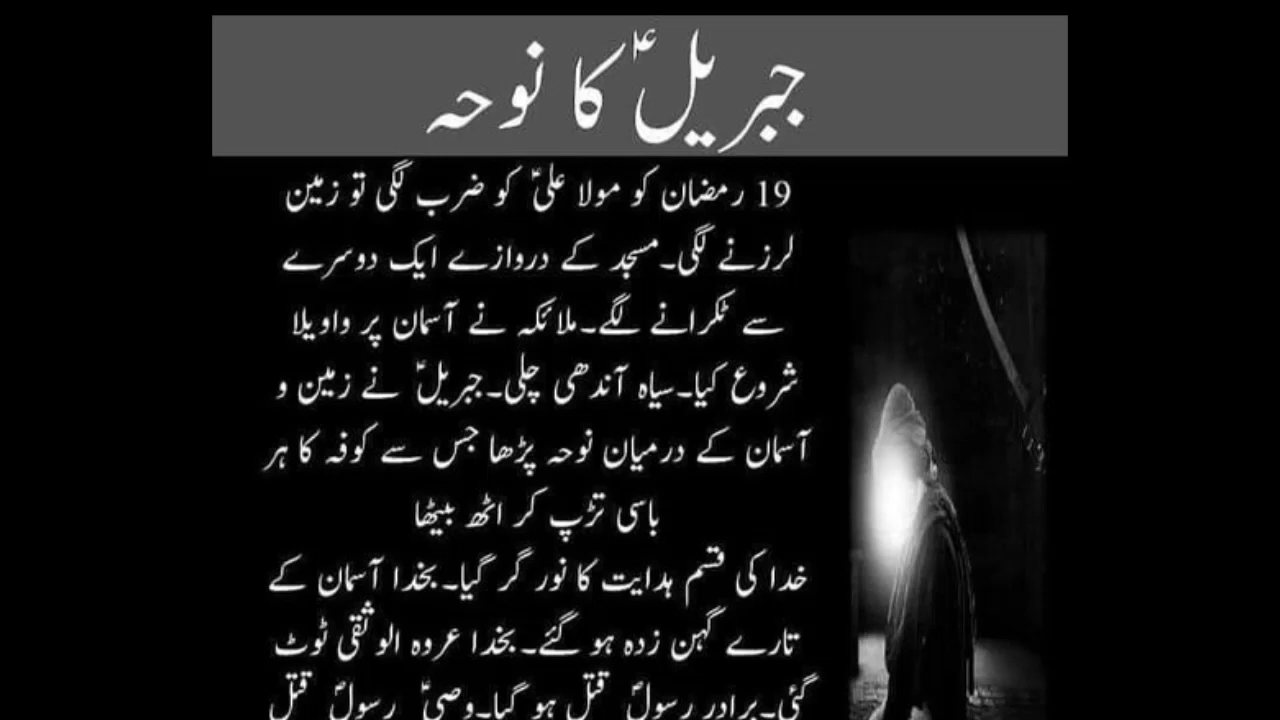 جبریلؑ کا نوحہ
19 رمضان کو مولا علیؑ کو ضرب لگی تو زمین
لرزنے لگی۔مسجد کے دروازے ایک دوسرے
سے ٹکرانے لگے۔ملائکہ نے آسمان پر واویلا
شروع کیا۔سیاہ آندھی چلی۔جبریلؑ نے زمین و
آسمان کے درمیان نوحہ پڑھا جس سے کوفہ کا ہر
باسی تڑپ کر اٹھ بیٹھا
خدا کی قسم ہدایت کا نور گر گیا۔بخدا آسمان کے
تارے گہن زدہ ہو گئے۔بخدا عروہ الوثقٰی ٹوٹ
گئی۔برادر رسولؐ قتل ہو گیا۔وصیؑ رسولؐ قتل